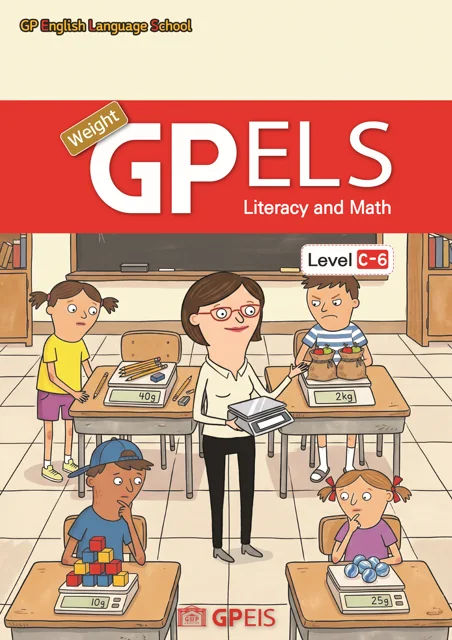 GP English Language School
Weight
GPELS
Literacy and Math
Level C-6
40g
2kg
10g
25g
GPEIS